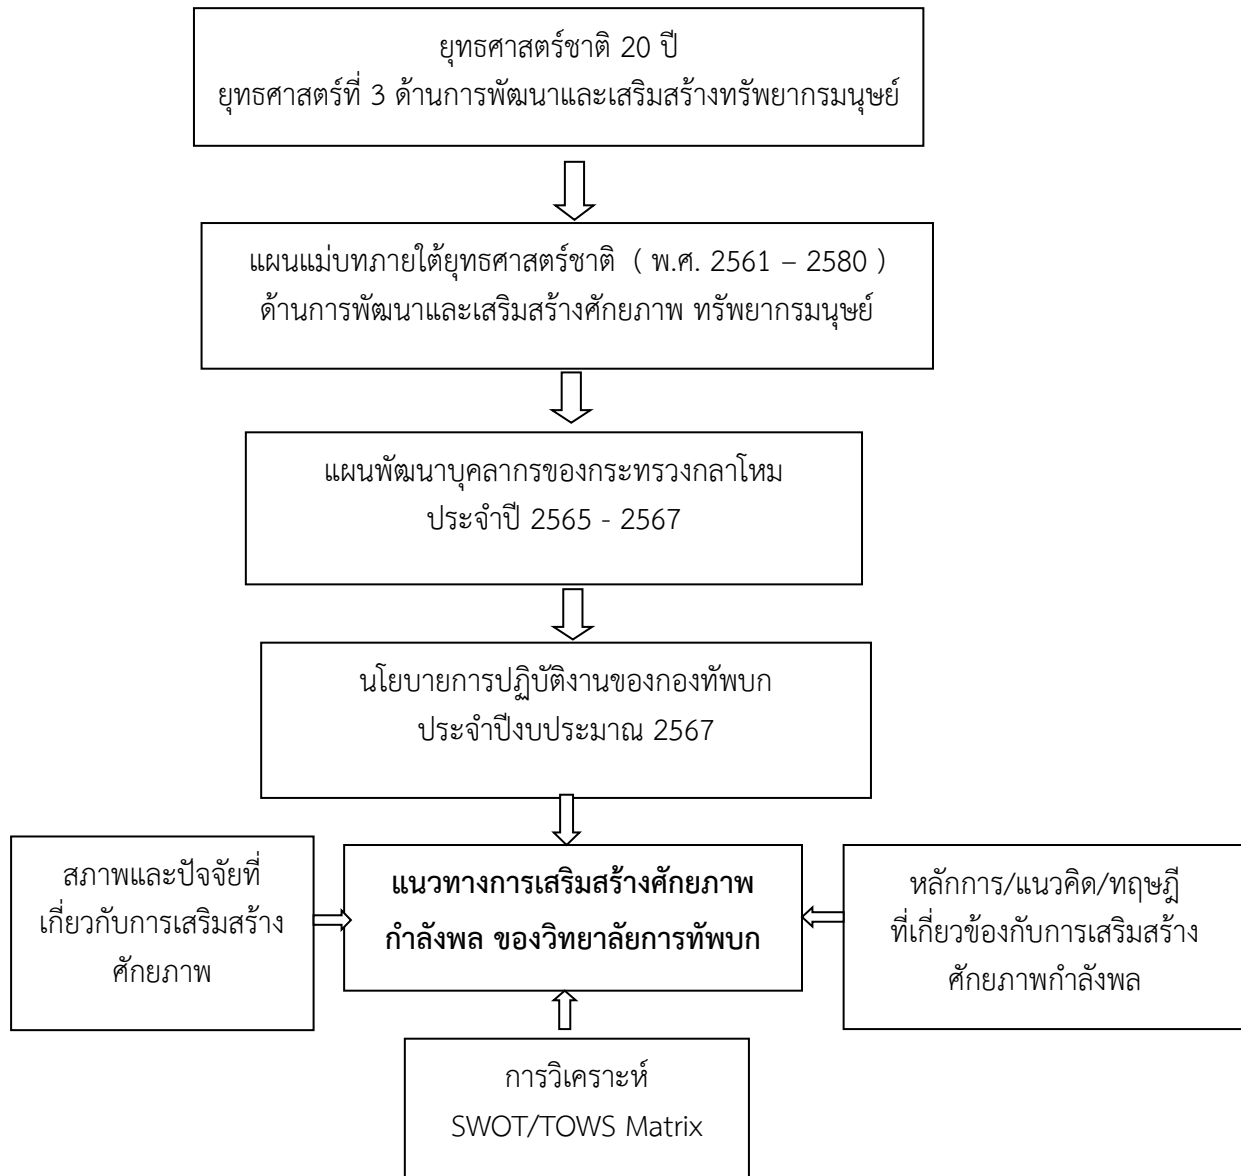 ยุทธศาสตร์ชาติ 20 ปี
ยุทธศาสตร์ที่ 3 ด้านการพัฒนาและเสริมสร้างทรัพยากรมนุษย์
แผนแม่บทภายใต้ยุทธศาสตร์ชาติ ( พ.ศ. 2561 – 2580 )
ด้านการพัฒนาและเสริมสร้างศักยภาพ ทรัพยากรมนุษย์
แผนพัฒนาบุคลากรของกระทรวงกลาโหม
ประจำปี 2565 - 2567
นโยบายการปฏิบัติงานของกองทัพบก
ประจำปีงบประมาณ 2567
สภาพและปัจจัยที่
เกี่ยวกับการเสริมสร้าง
ศักยภาพ
แนวทางการเสริมสร้างศักยภาพ
กำลังพล ของวิทยาลัยการทัพบก
หลักการ/แนวคิด/ทฤษฎี
ที่เกี่ยวข้องกับการเสริมสร้าง
ศักยภาพกำลังพล
การวิเคราะห์
SWOT/TOWS Matrix